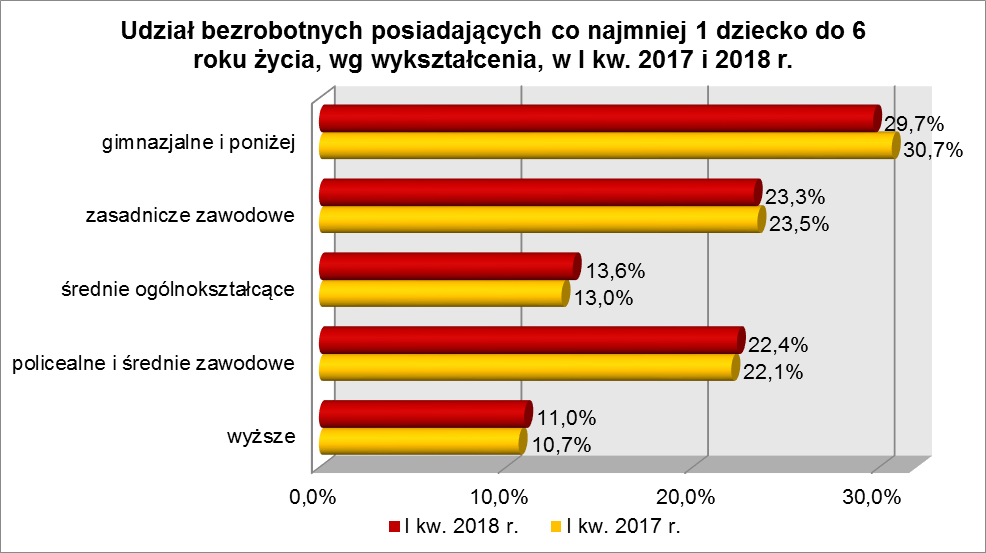 Udział bezrobotnych posiadających co najmniej 1 dziecko do 6
roku życia, wg wykształcenia, w I kw. 2017 i 2018 r.
gimnazjalne i poniżej
29,7%
30,7%
zasadnicze zawodowe
23,3%
23,5%
średnie ogólnokształcące
13,6%
13,0%
policealne i średnie zawodowe
22,4%
22,1%
wyższe
11,0%
10,7%
0,0% 10,0% 20,0% 30,0%
I kw. 2018 r. I kw. 2017 r.